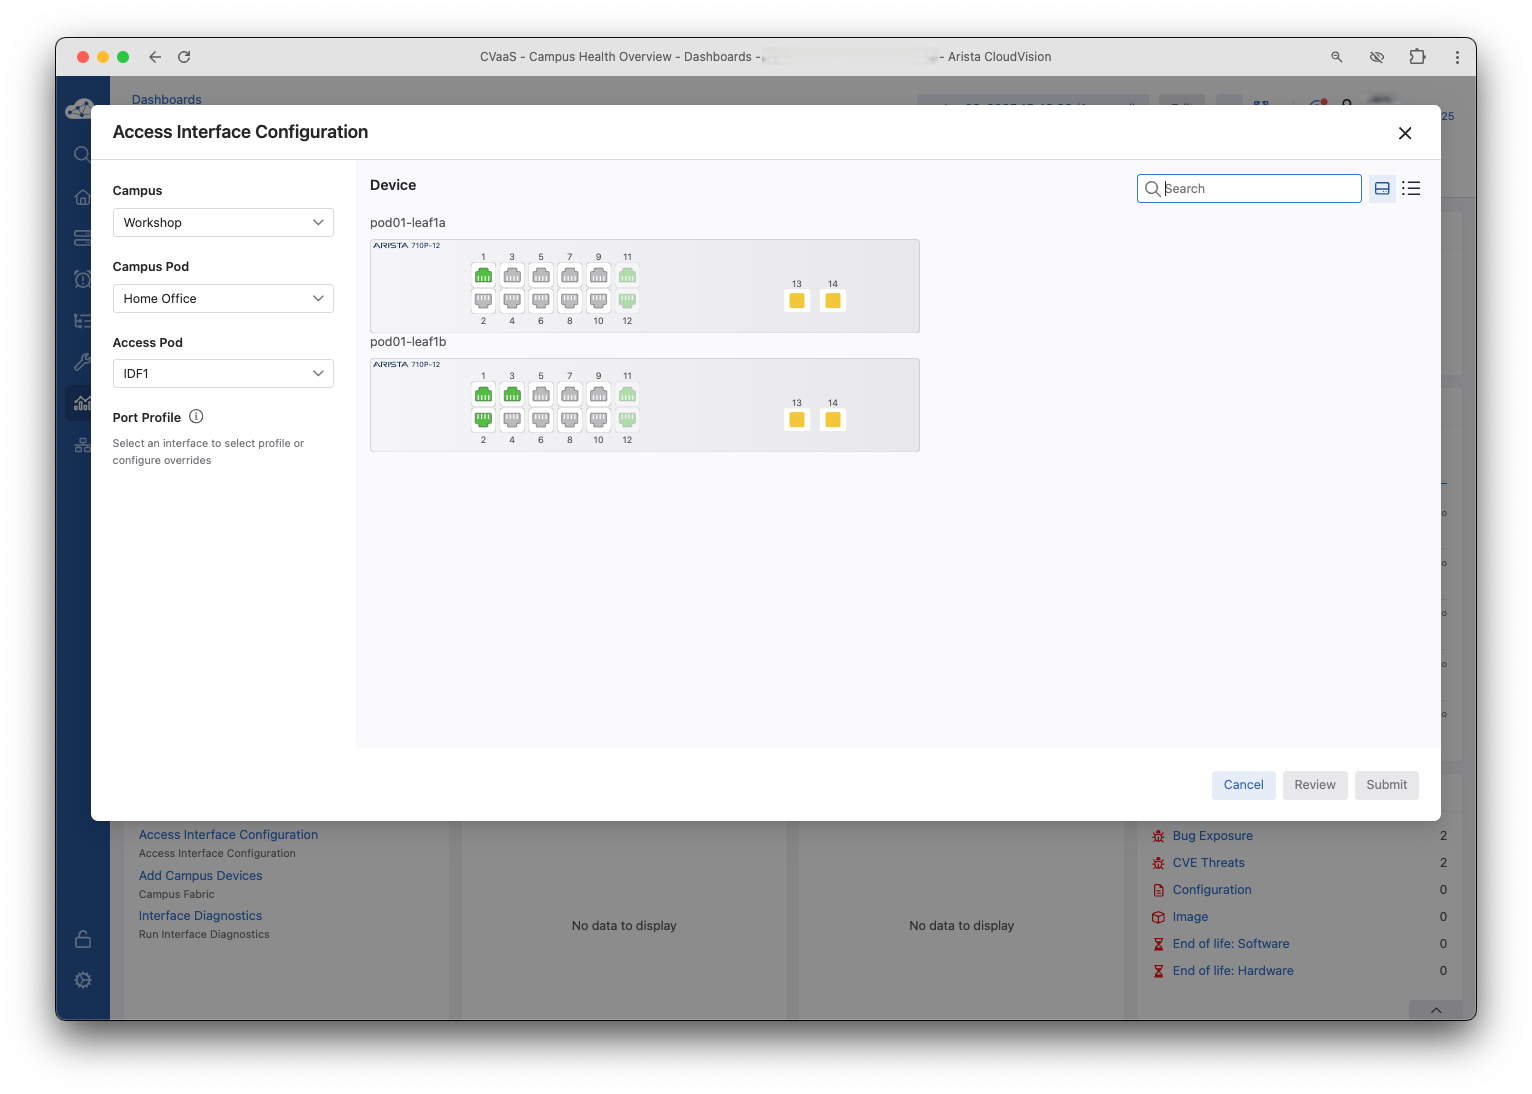 CVaaS - Campus Health Overview - Dashboards -
- Arista CloudVision
Dashboards
25
Access Interface Configuration
Campus
Workshop
Campus Pod
Home Office
Access Pod
IDF1
Port Profile
Select an interface to select profile or
configure overrides
Device
Search
pod01-leaf1a
ARISTA 710P-12
1 3 5 7 9 11
13 14
2 4 6 8 10 12
pod01-leaf1b
ARISTA 710P-12
1 3 5 7 9 11
13 14
2 4 6 8 10 12
Cancel
Review
Submit
Access Interface Configuration
Access Interface Configuration
Add Campus Devices
Campus Fabric
Interface Diagnostics
Run Interface Diagnostics
No data to display
No data to display
Bug Exposure 2
CVE Threats 2
Configuration 0
Image 0
End of life: Software 0
End of life: Hardware 0